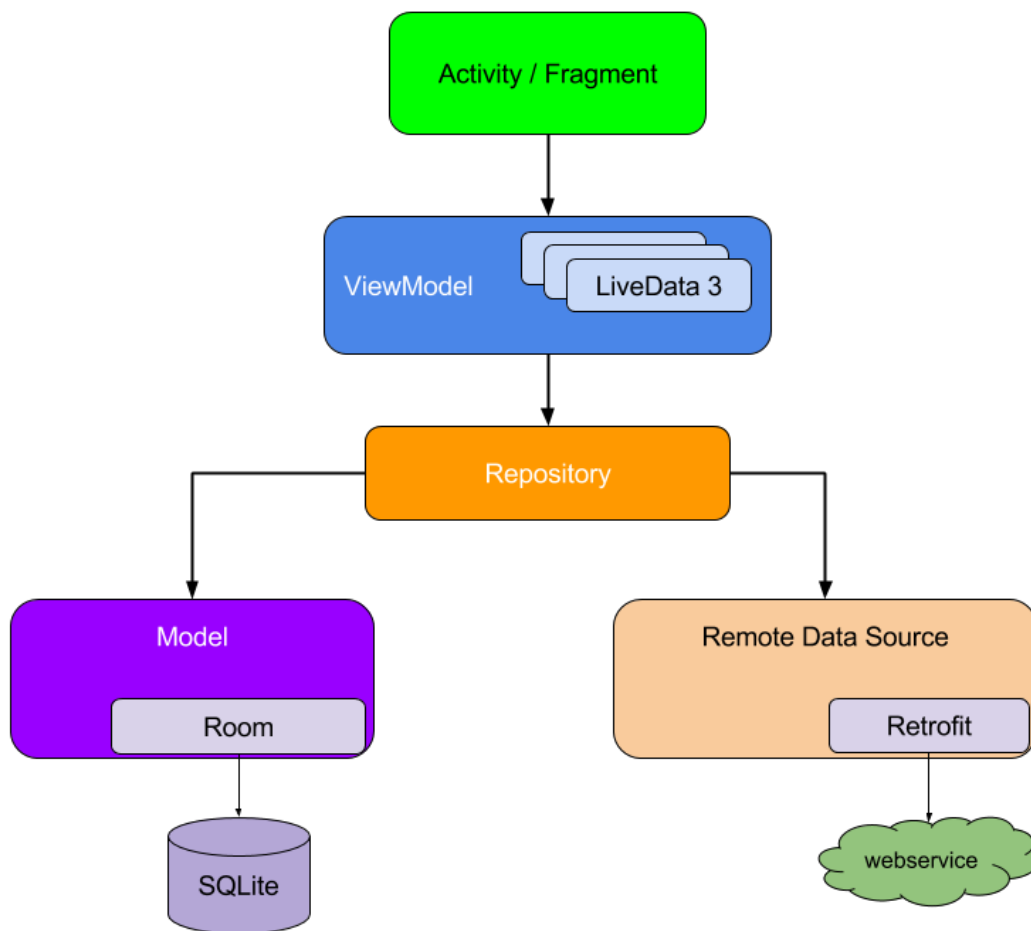 Activity / Fragment
ViewModel
LiveData 3
Repository
Model
Remote Data Source
Room
Retrofit
SQLite
webservice